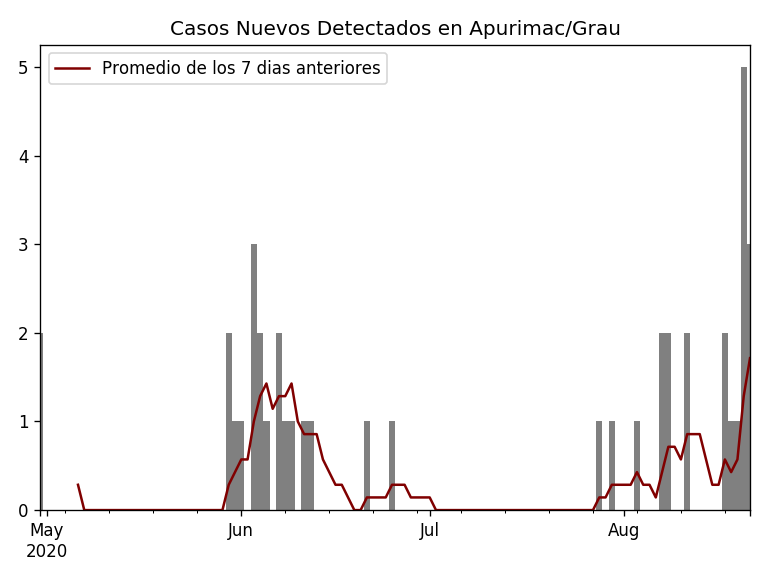 Casos Nuevos Detectados en Apurimac/Grau
Promedio de los 7 dias anteriores
5
4
3
2
1
0
May
2020
Jun
Jul
Aug